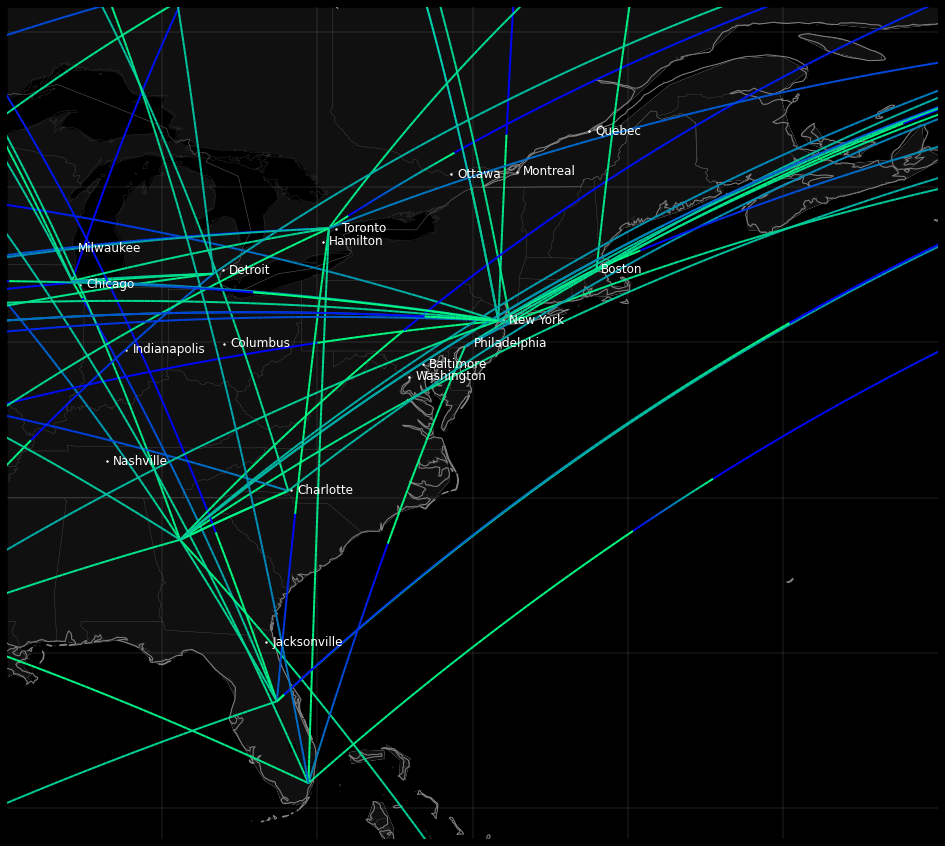 Quebec
Ottawa
Montreal
Toronto
Hamilton
Milwaukee
Detroit
Boston
Chicago
New York
Indianapolis
Columbus
Philadelphia
Baltimore
Washington
Nashville
Charlotte
Jacksonville